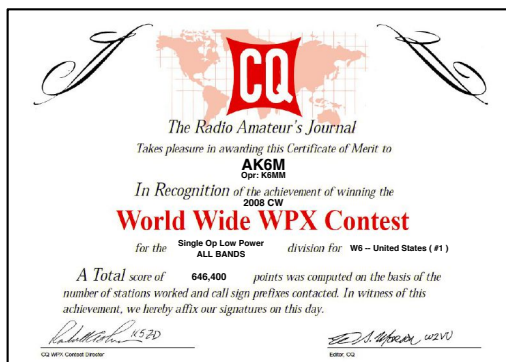 CQ
The Radio Amateur's Journal
Takes pleasure in awarding this Certificate of Merit to
AK6M
Opr: K6MM
In Recognition of the achievement of winning the
2008 CW
World Wide WPX Contest
for the Single Op Low Power division for W6 -- United States ( #1 )
ALL BANDS
A Total score of 646,400 points was computed on the basis of the
number of stations worked and call sign prefixes contacted. In witness of this
achievement, we hereby affix our signatures on this day.
K5ZD
W2VU
CQ WPX Contest Director
Editor, CQ